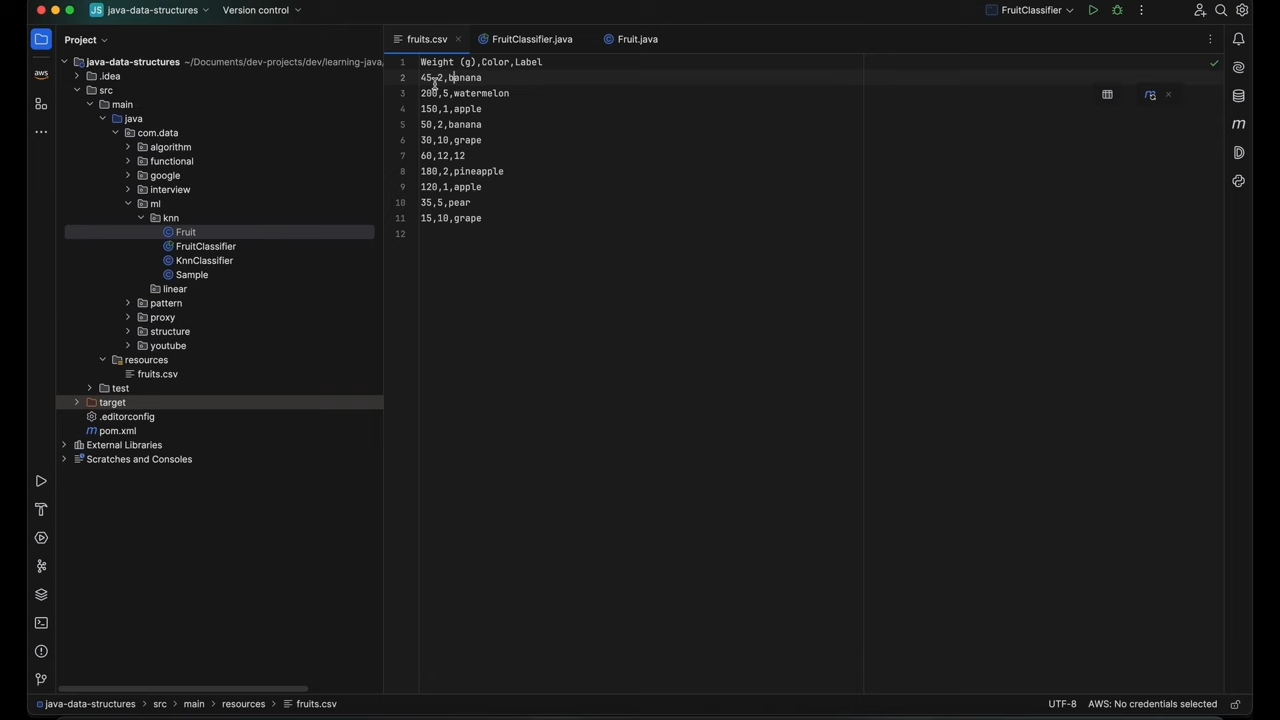 JS java-data-structures
Version control
FruitClassifier
Project
fruits.csv
FruitClassifier.java
Fruit.java
java-data-structures ~/Documents/dev-projects/dev/learning-java,
.idea
src
main
java
com.data
algorithm
functional
google
interview
ml
knn
Fruit
FruitClassifier
KnnClassifier
Sample
linear
pattern
proxy
structure
youtube
resources
fruits.csv
test
target
.editorconfig
pom.xml
External Libraries
Scratches and Consoles
aws
1 Weight (g),Color,Label
2 45,2,banana
3 200,5,watermelon
4 150,1,apple
5 50,2,banana
6 30,10,grape
7 60,12,12
8 180,2,pineapple
9 120,1,apple
10 35,5,pear
11 15,10,grape
12
java-data-structures > src > main > resources > fruits.csv
UTF-8 AWS: No credentials selected